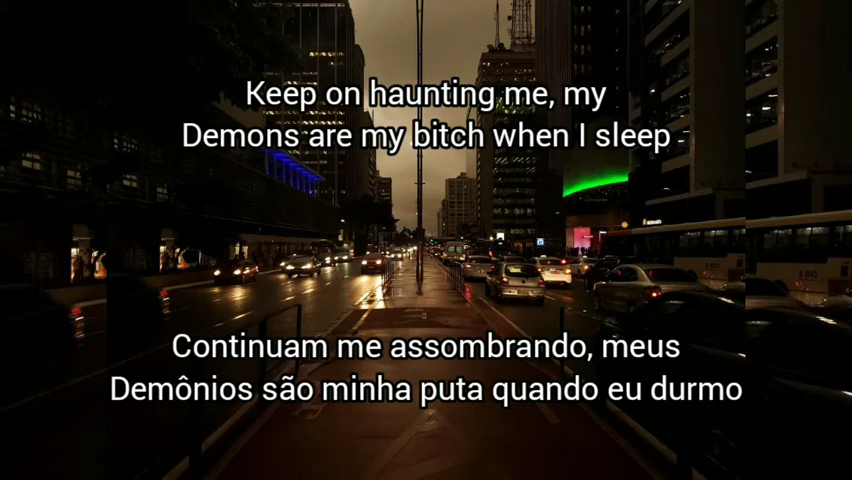 Keep on haunting me, my
Demons are my bitch when I sleep
Continuam me assombrando, meus
Demônios são minha puta quando eu durmo